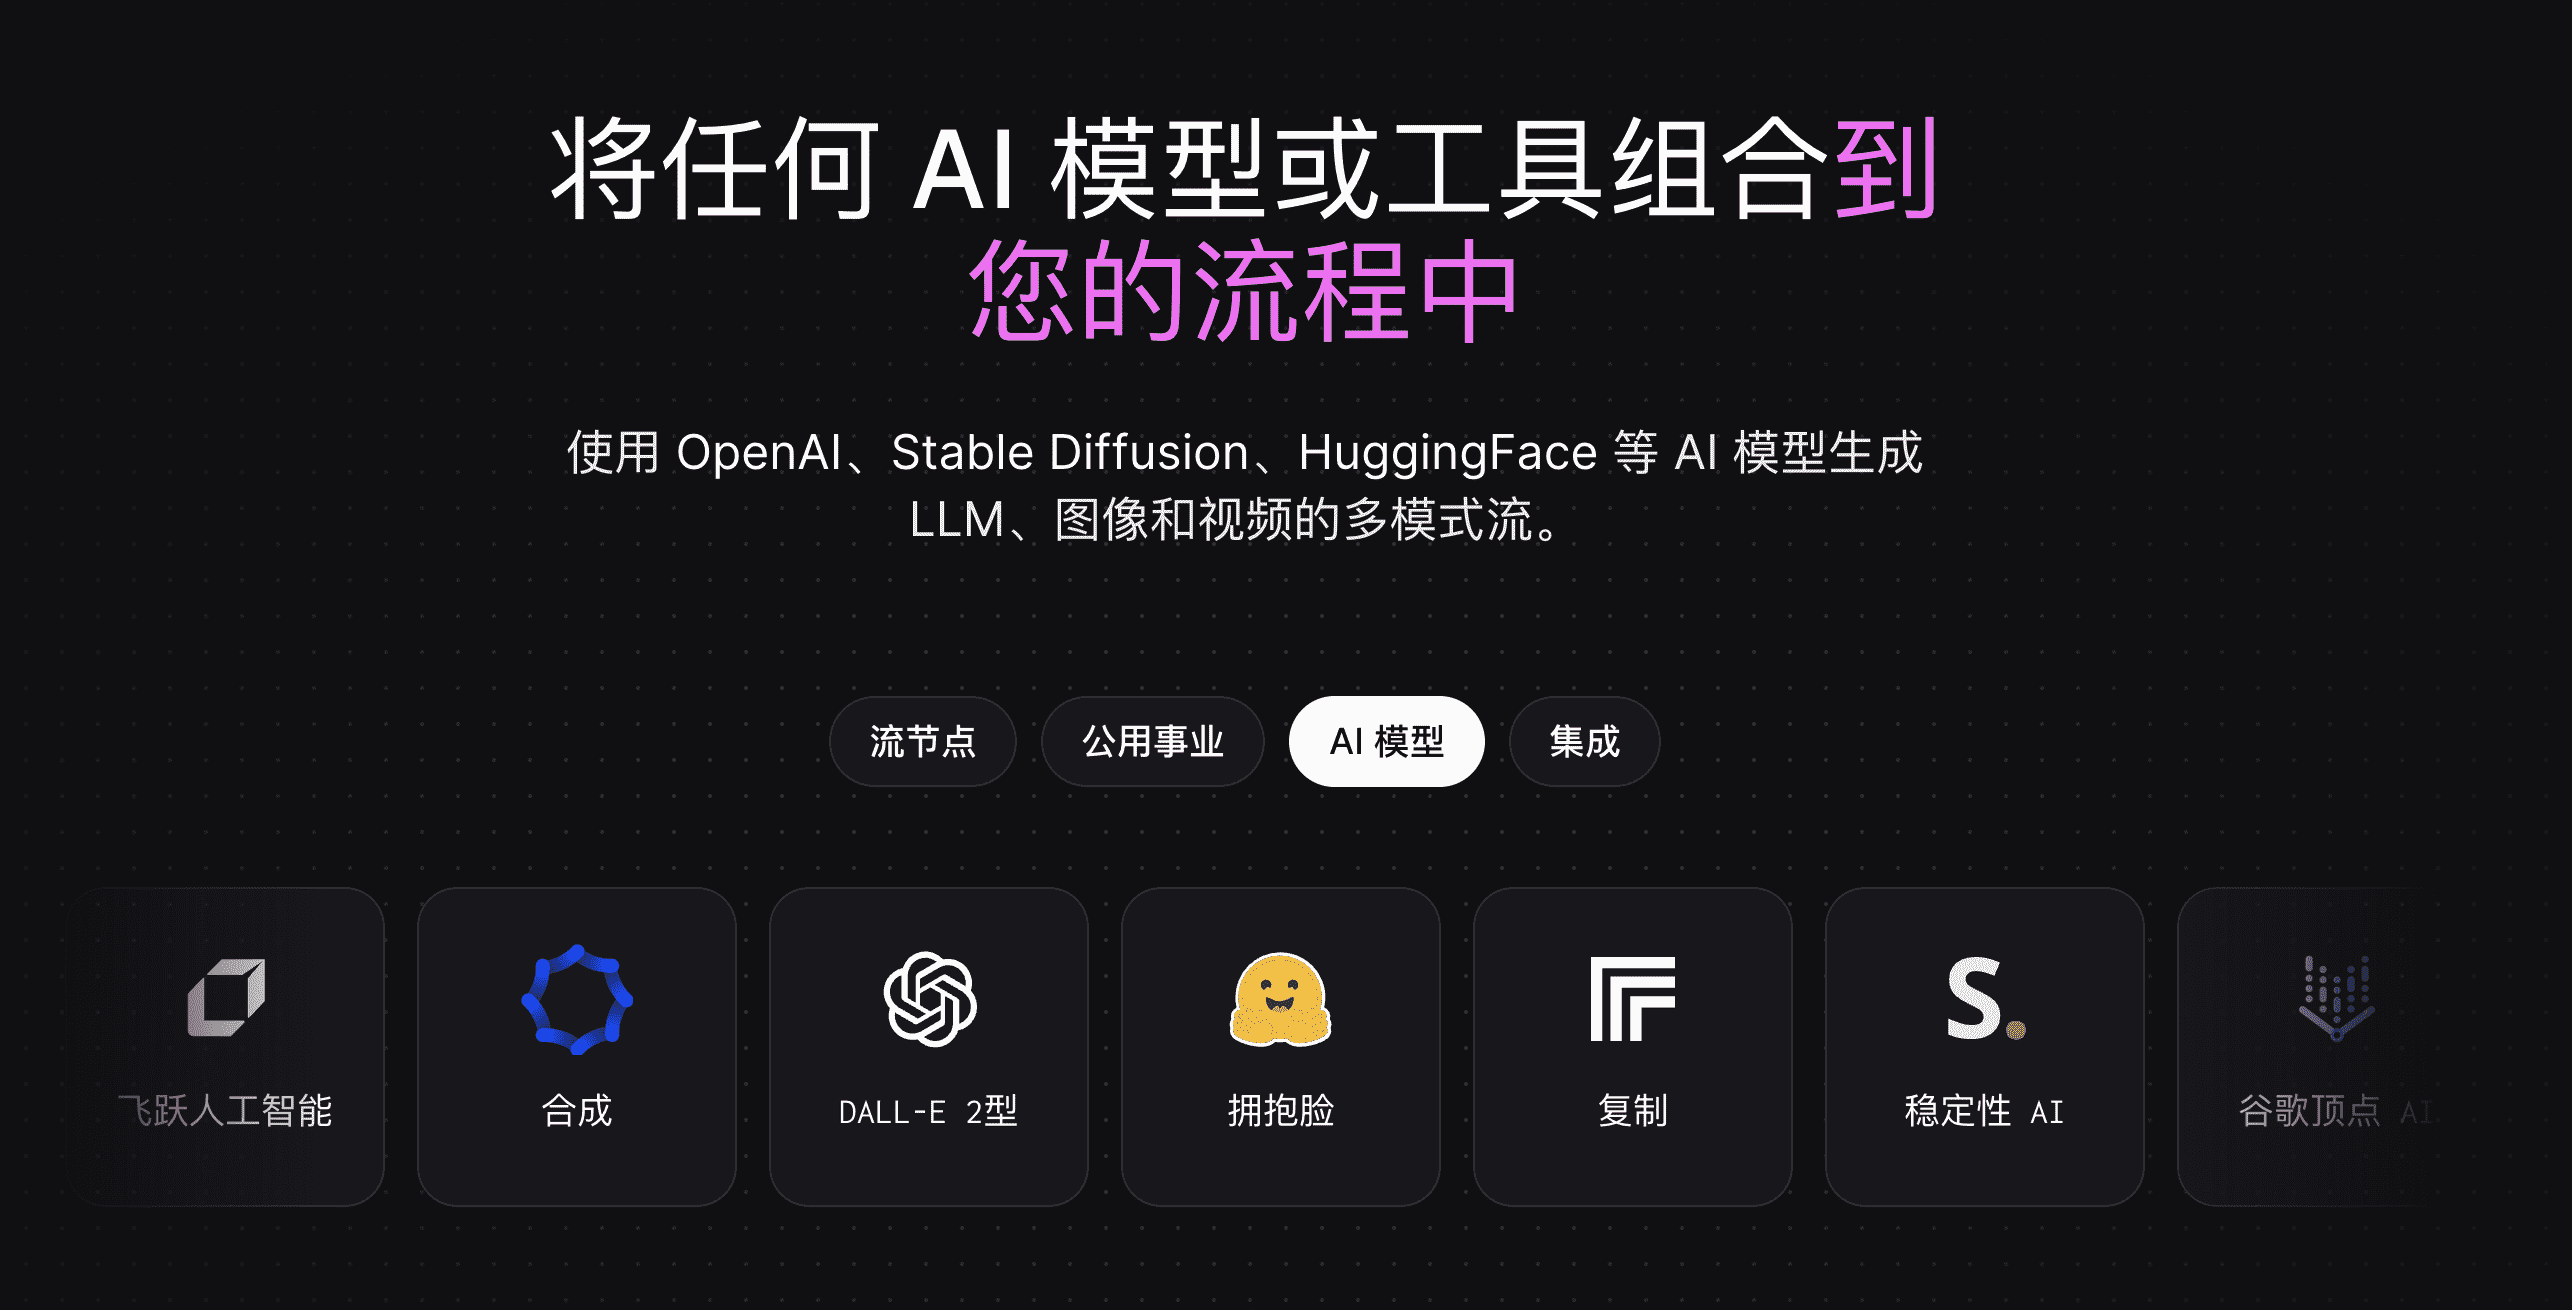 将任何 AI 模型或工具组合到
您的流程中
使用 OpenAI、Stable Diffusion、HuggingFace 等 AI 模型生成
LLM、图像和视频的多模式流。
流节点
公用事业
AI 模型
集成
飞跃人工智能
合成
DALL-E 2型
拥抱脸
复制
S.
稳定性 AI
谷歌顶点 AI